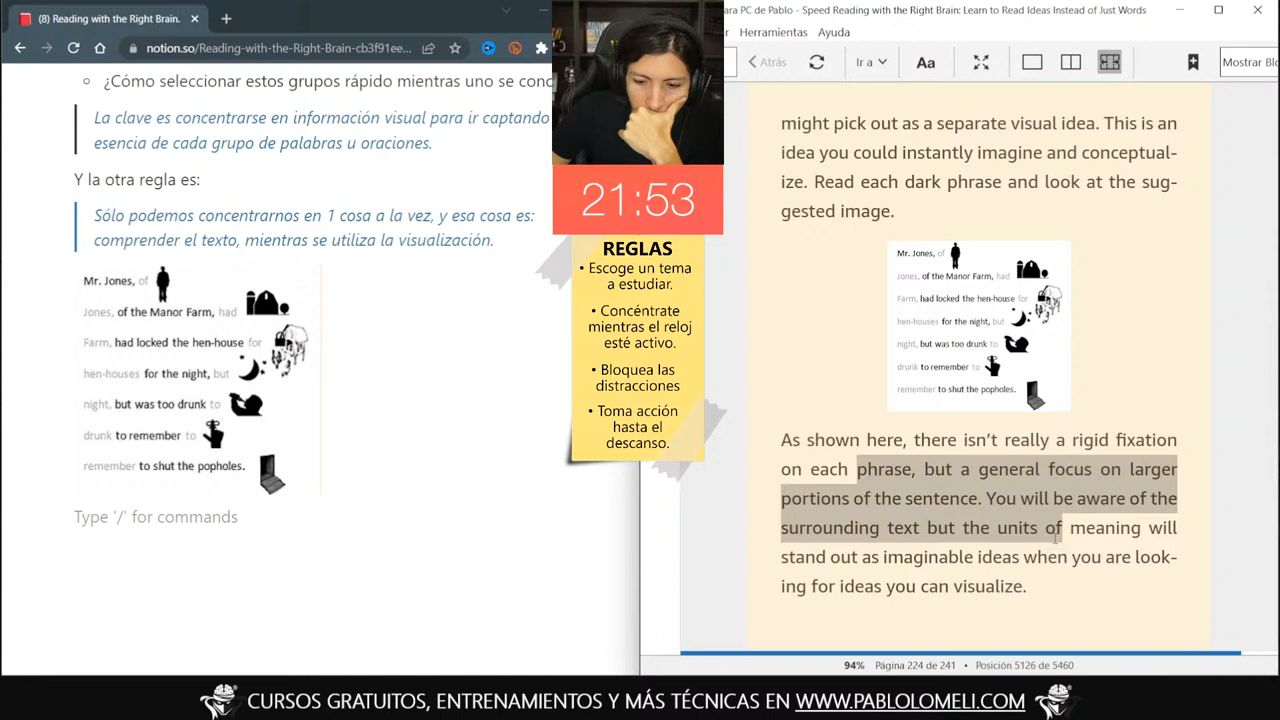 (8) Reading with the Right Brain.
notion.so/Reading-with-the-Right-Brain-cb3f91ee...
¿Cómo seleccionar estos grupos rápido mientras uno se conc
La clave es concentrarse en información visual para ir captando
esencia de cada grupo de palabras u oraciones.
Y la otra regla es:
Sólo podemos concentrarnos en 1 cosa a la vez, y esa cosa es:
comprender el texto, mientras se utiliza la visualización.
Mr. Jones, of
Jones, of the Manor Farm, had
Farm, had locked the hen-house for
hen-houses for the night, but
night, but was too drunk to
drunk to remember to
remember to shut the popholes.
Type '/' for commands
21:53
REGLAS
• Escoge un tema
a estudiar.
• Concéntrate
mientras el reloj
esté activo.
• Bloquea las
distracciones
• Toma acción
hasta el
descanso.
ara PC de Pablo - Speed Reading with the Right Brain: Learn to Read Ideas Instead of Just Words
Herramientas Ayuda
Atrás Ir a Aa Mostrar Blo
might pick out as a separate visual idea. This is an
idea you could instantly imagine and conceptual-
ize. Read each dark phrase and look at the sug-
gested image.
Mr. Jones, of
Jones, of the Manor Farm, had
Farm, had locked the hen-house for
hen-houses for the night, but
night, but was too drunk to
drunk to remember to
remember to shut the popholes.
As shown here, there isn't really a rigid fixation
on each phrase, but a general focus on larger
portions of the sentence. You will be aware of the
surrounding text but the units of meaning will
stand out as imaginable ideas when you are look-
ing for ideas you can visualize.
94% Página 224 de 241 • Posición 5126 de 5460
CURSOS GRATUITOS, ENTRENAMIENTOS Y MÁS TÉCNICAS EN WWW.PABLOLOMELI.COM